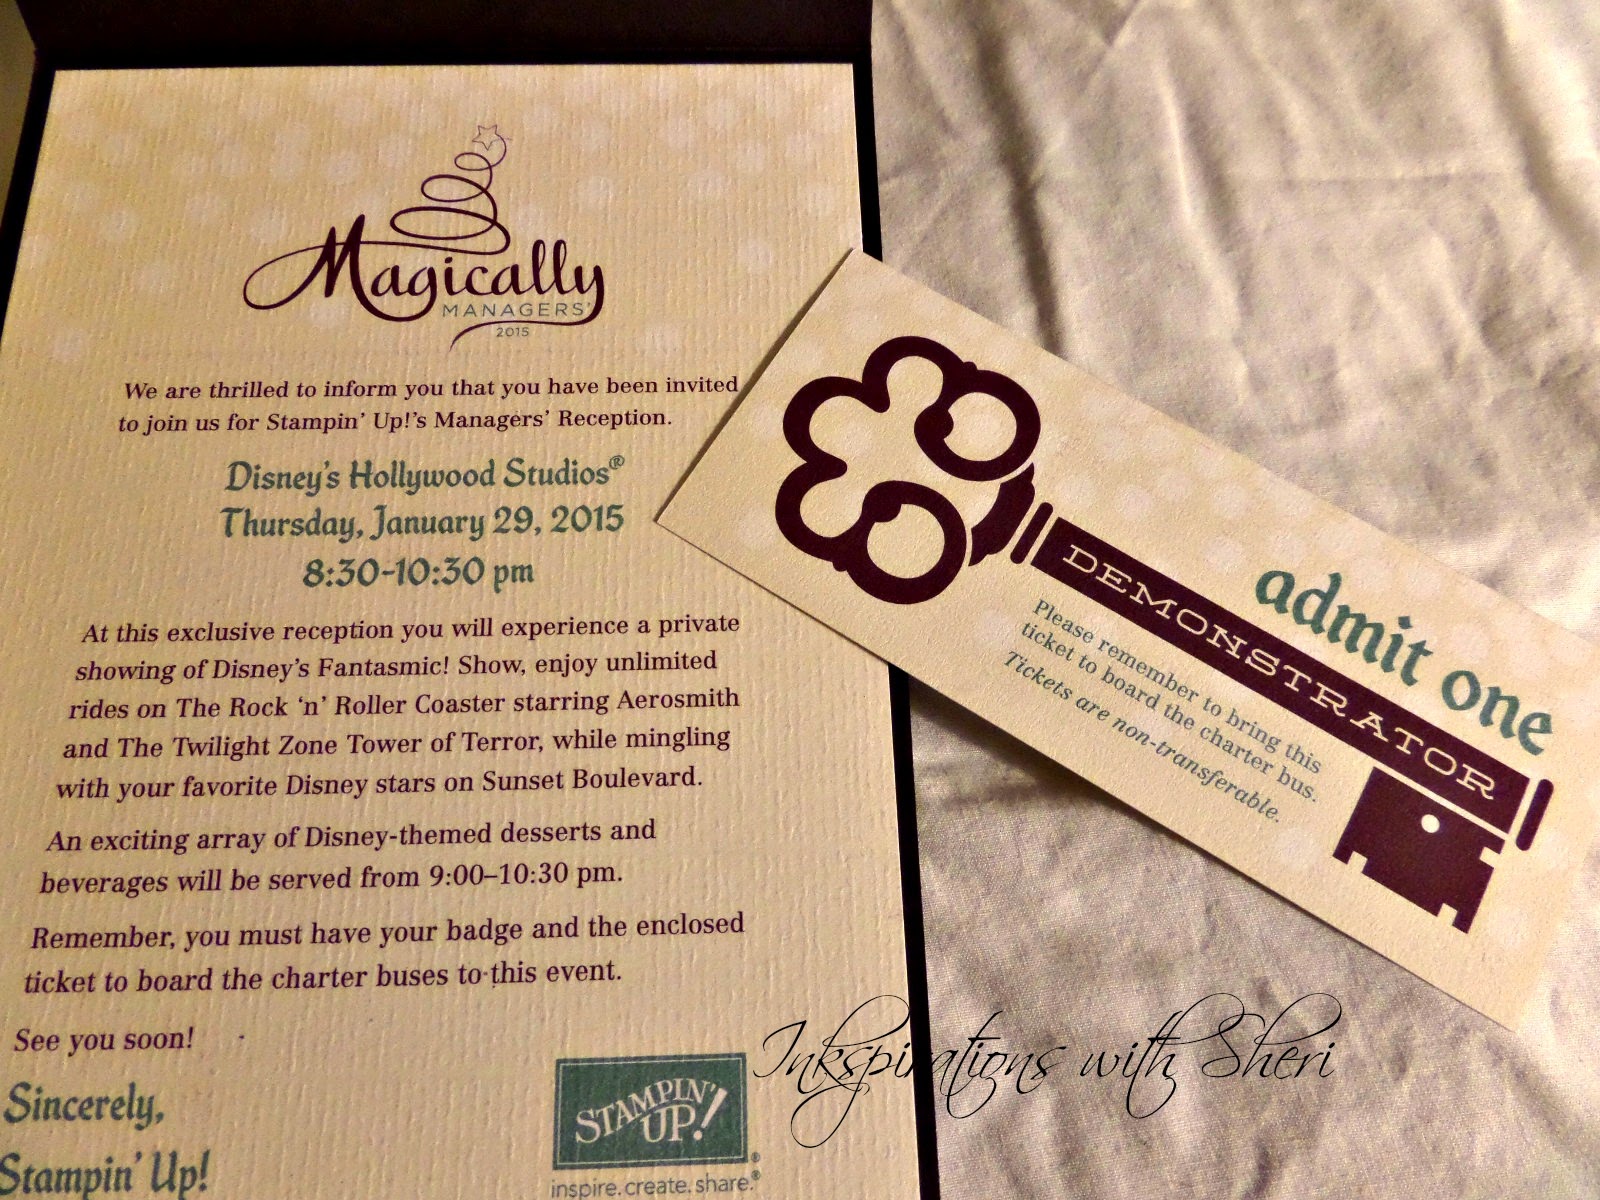 Magically
MANAGERS'
2015
We are thrilled to inform you that you have been invited
to join us for Stampin' Up!'s Managers' Reception.
Disney's Hollywood Studios®
Thursday, January 29, 2015
8:30-10:30 pm
At this exclusive reception you will experience a private
showing of Disney's Fantasmic! Show, enjoy unlimited
rides on The Rock 'n' Roller Coaster starring Aerosmith
and The Twilight Zone Tower of Terror, while mingling
with your favorite Disney stars on Sunset Boulevard.
An exciting array of Disney-themed desserts and
beverages will be served from 9:00–10:30 pm.
Remember, you must have your badge and the enclosed
ticket to board the charter buses to this event.
See you soon!
Sincerely,
Stampin' Up!
STAMPIN'
UP!®
inspire.create.share.®
admit one
DEMONSTRATOR
Please remember to bring this
ticket to board the charter bus.
Tickets are non-transferable.
Inkspirations with Sheri